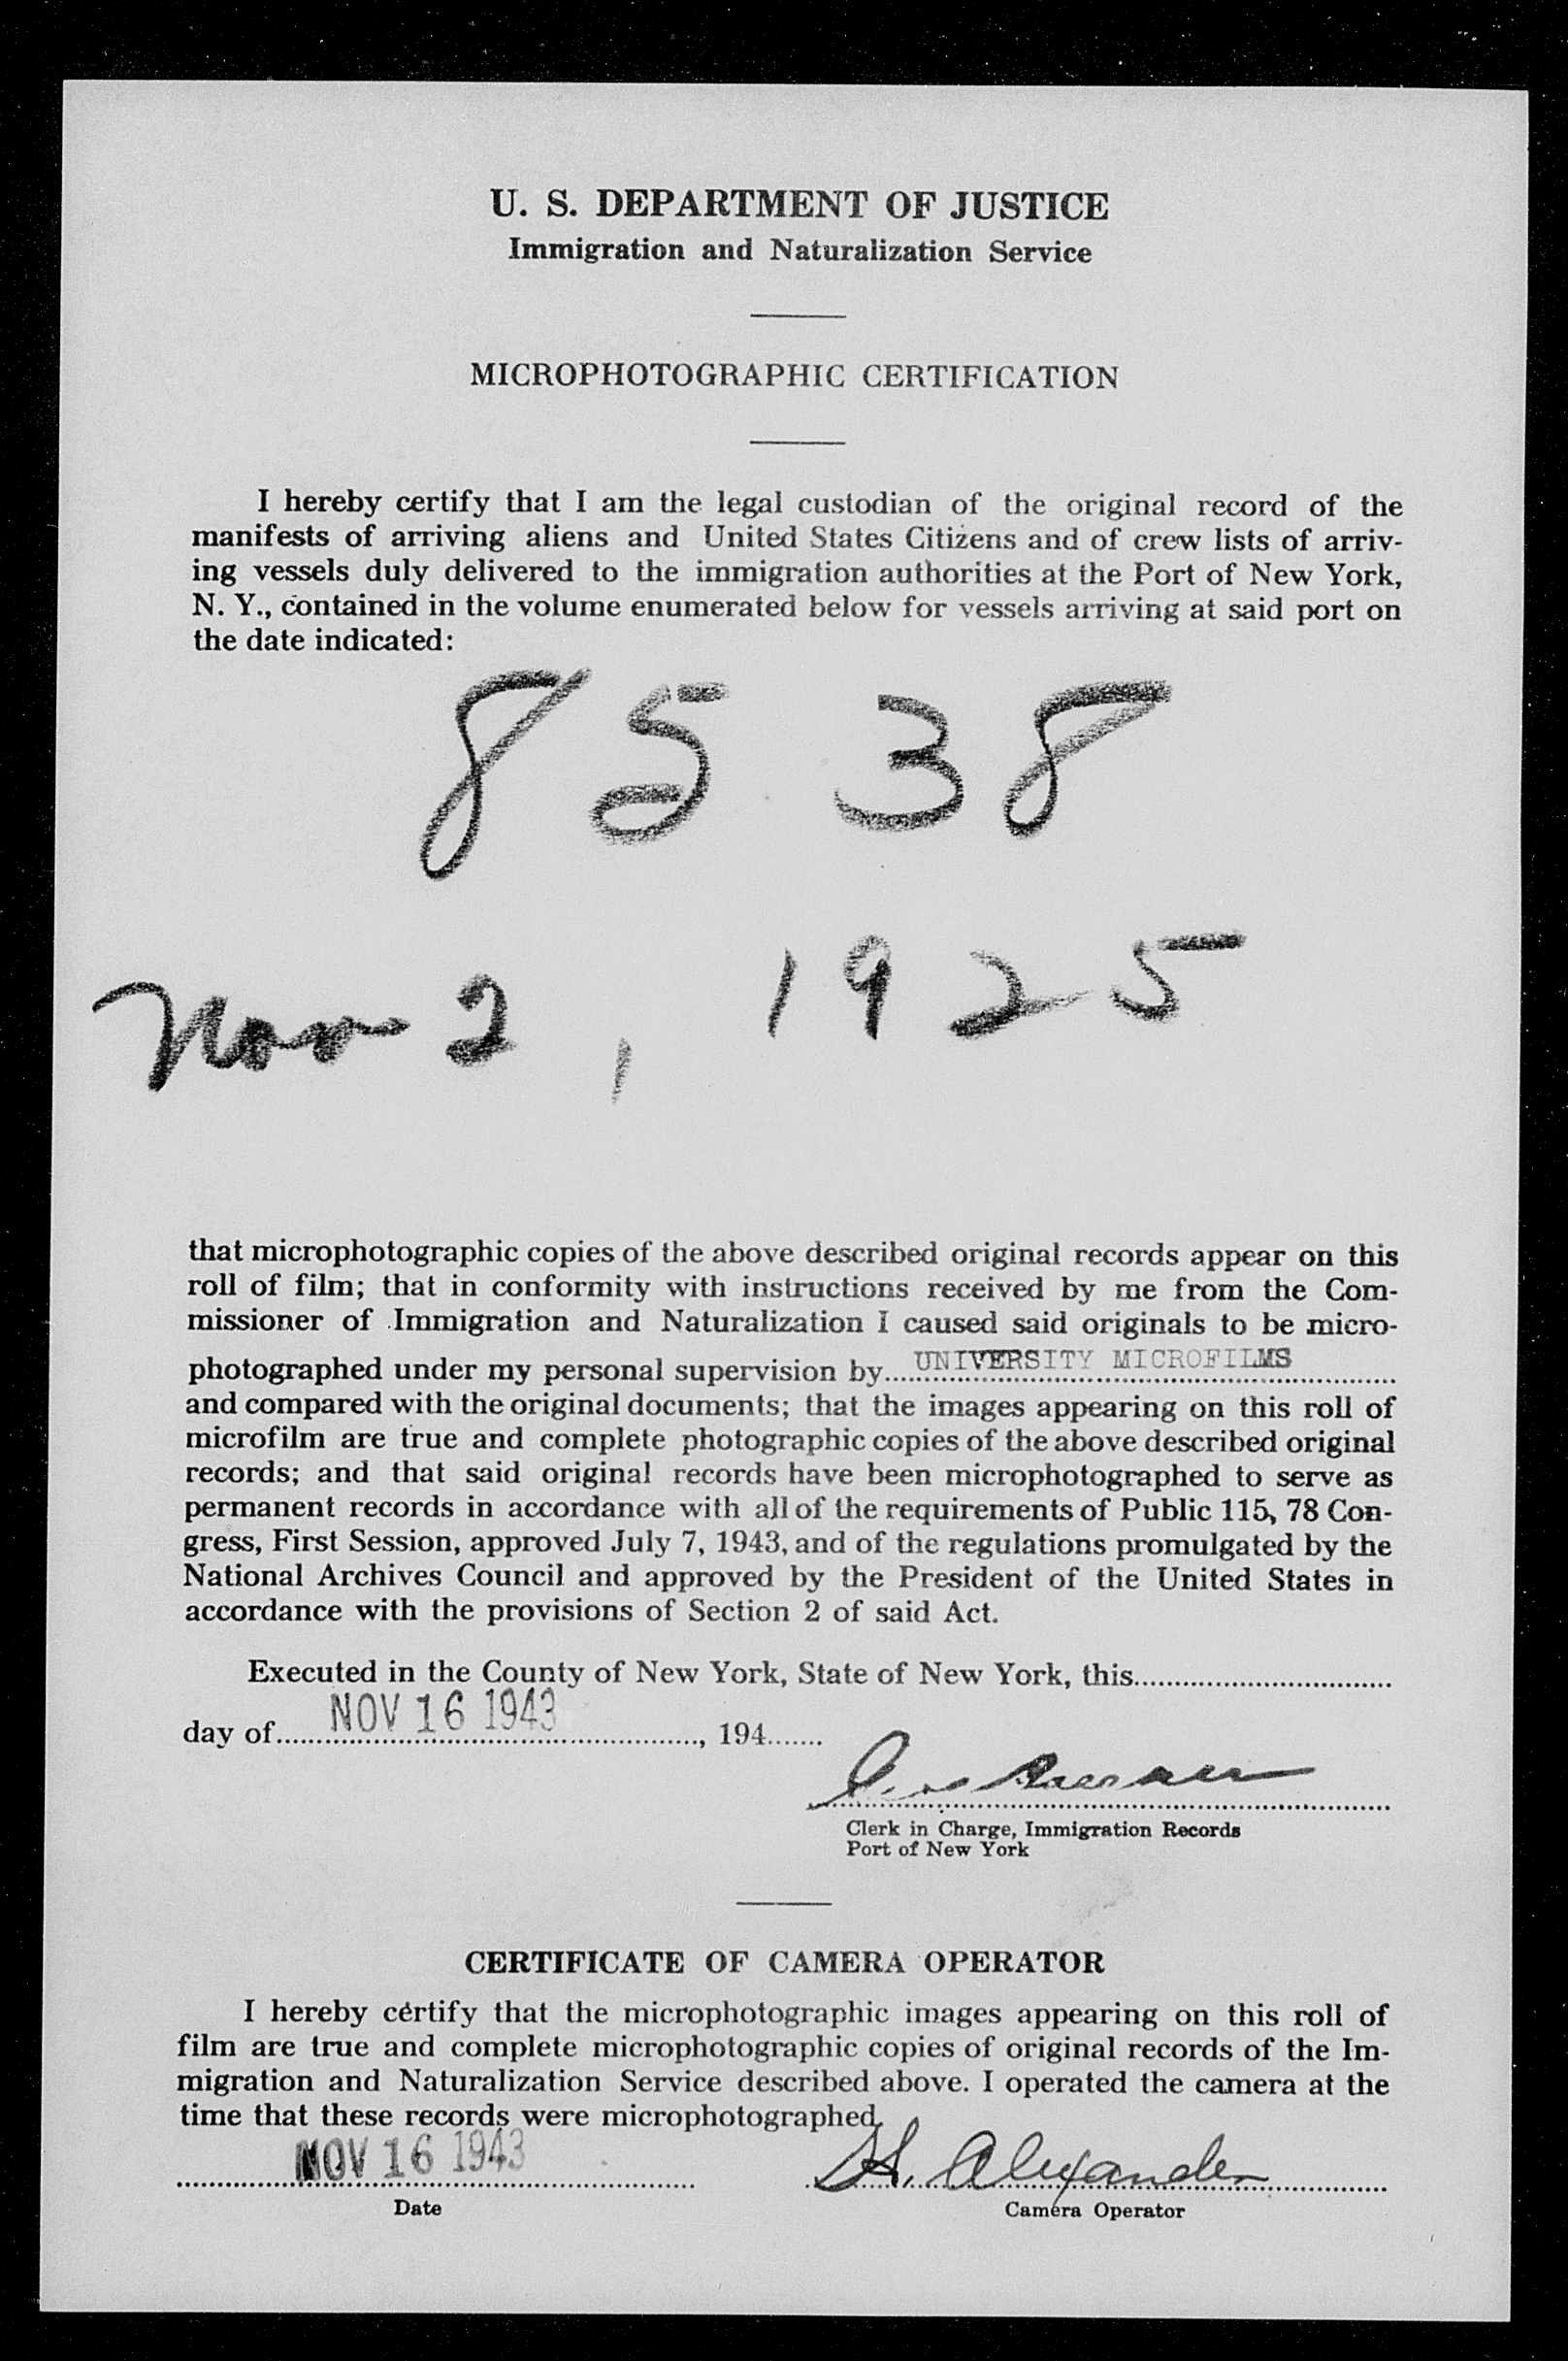 U. S. DEPARTMENT OF JUSTICE
Immigration and Naturalization Service
MICROPHOTOGRAPHIC CERTIFICATION
I hereby certify that I am the legal custodian of the original record of the
manifests of arriving aliens and United States Citizens and of crew lists of arriv-
ing vessels duly delivered to the immigration authorities at the Port of New York,
N. Y., contained in the volume enumerated below for vessels arriving at said port on
the date indicated:
8538
Nov 2, 1925
that microphotographic copies of the above described original records appear on this
roll of film; that in conformity with instructions received by me from the Com-
missioner of Immigration and Naturalization I caused said originals to be micro-
photographed under my personal supervision by UNIVERSITY MICROFILMS
and compared with the original documents; that the images appearing on this roll of
microfilm are true and complete photographic copies of the above described original
records; and that said original records have been microphotographed to serve as
permanent records in accordance with all of the requirements of Public 115, 78 Con-
gress, First Session, approved July 7, 1943, and of the regulations promulgated by the
National Archives Council and approved by the President of the United States in
accordance with the provisions of Section 2 of said Act.
Executed in the County of New York, State of New York, this
day of NOV 16 1943, 194
Clerk in Charge, Immigration Records
Port of New York
CERTIFICATE OF CAMERA OPERATOR
I hereby certify that the microphotographic images appearing on this roll of
film are true and complete microphotographic copies of original records of the Im-
migration and Naturalization Service described above. I operated the camera at the
time that these records were microphotographed.
NOV 16 1943 H. Alexander
Date Camera Operator